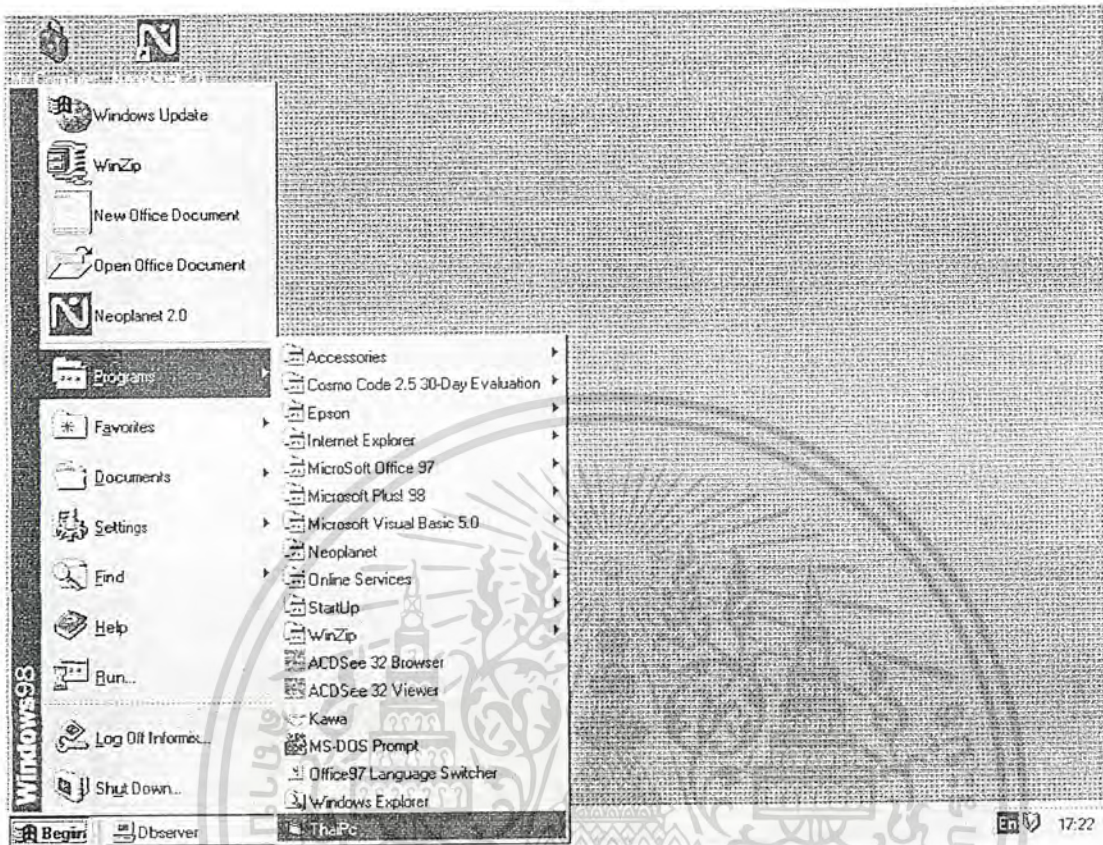 Windows Update
WinZip
New Office Document
Open Office Document
Neoplanet 2.0
Programs
Favorites
Documents
Settings
Find
Help
Run...
Log Off Informix...
Shut Down...
Windows98
Accessories
Cosmo Code 2.5 30-Day Evaluation
Epson
Internet Explorer
MicroSoft Office 97
Microsoft Plus! 98
Microsoft Visual Basic 5.0
Neoplanet
Online Services
StartUp
WinZip
ACDSee 32 Browser
ACDSee 32 Viewer
Kawa
MS-DOS Prompt
Office97 Language Switcher
Windows Explorer
ThaiPc
Begin
Observer
En
17:22